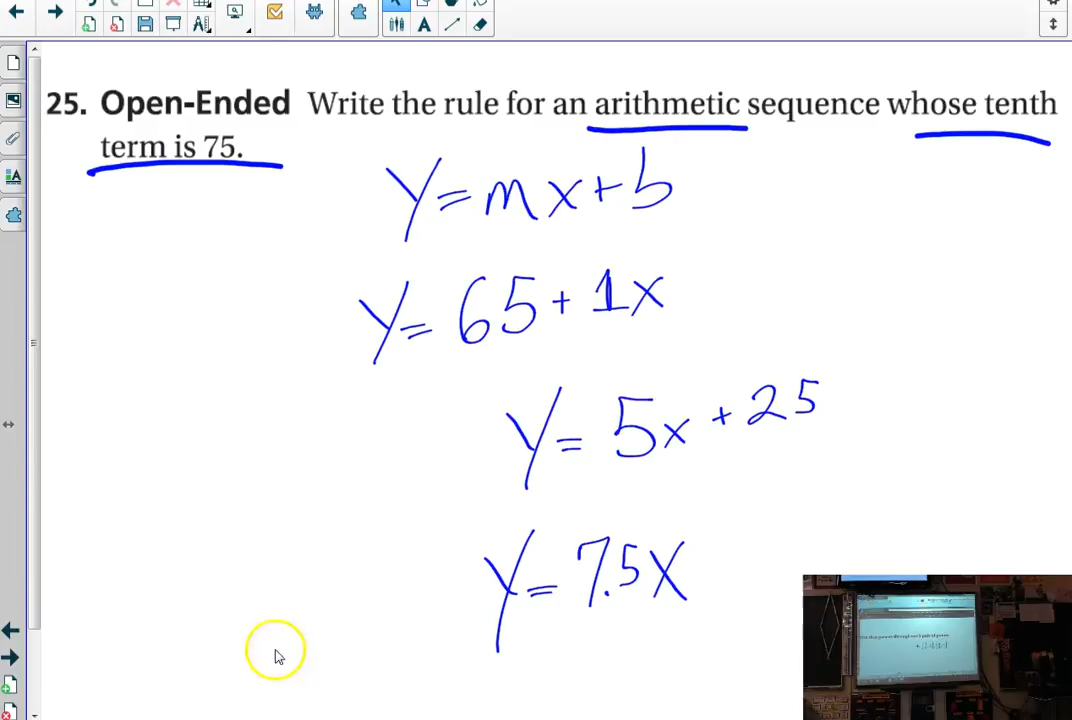 25. Open-Ended Write the rule for an arithmetic sequence whose tenth
term is 75.
y = mx + b
y = 65 + 1x
y = 5x + 25
y = 7.5x